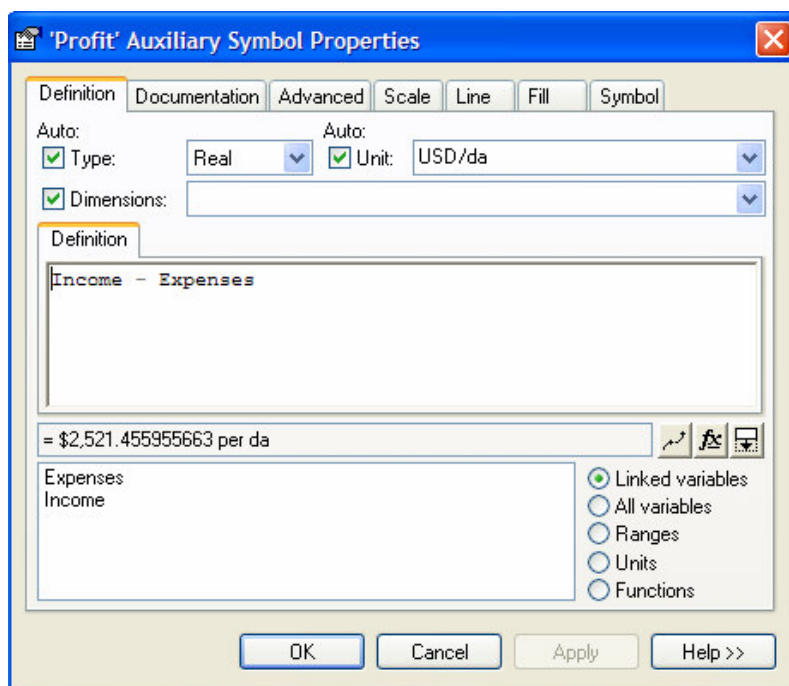 'Profit' Auxiliary Symbol Properties
Definition Documentation Advanced Scale Line Fill Symbol
Auto: Auto:
Type: Real Unit: USD/da
Dimensions:
Definition
Income - Expenses
= $2,521.455955663 per da
fx
Expenses
Income
Linked variables
All variables
Ranges
Units
Functions
OK Cancel Apply Help >>